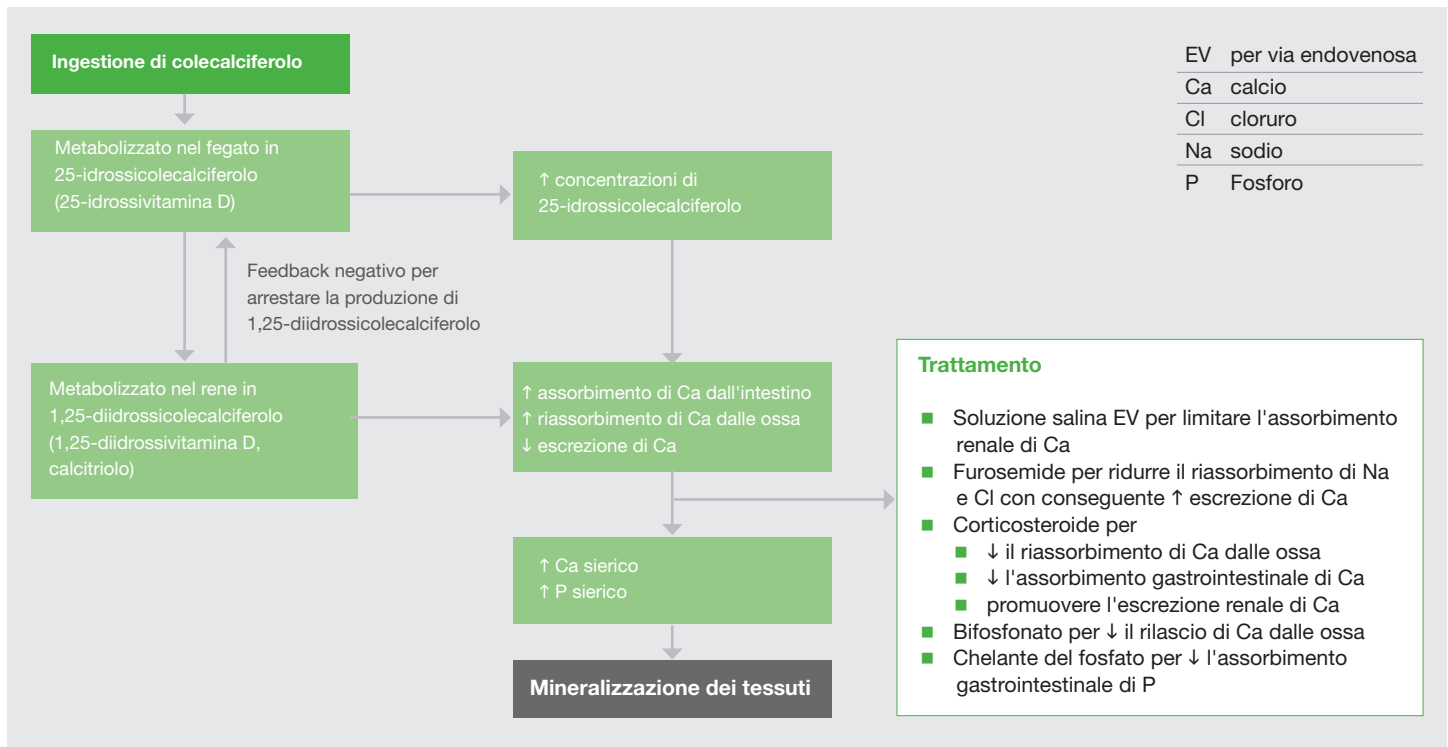 Ingestione di colecalciferolo
Metabolizzato nel fegato in
25-idrossicolecalciferolo
(25-idrossivitamina D)
↑ concentrazioni di
25-idrossicolecalciferolo
Feedback negativo per
arrestare la produzione di
1,25-diidrossicolecalciferolo
Metabolizzato nel rene in
1,25-diidrossicolecalciferolo
(1,25-diidrossivitamina D,
calcitriolo)
↑ assorbimento di Ca dall'intestino
↑ riassorbimento di Ca dalle ossa
↓ escrezione di Ca
↑ Ca sierico
↑ P sierico
Mineralizzazione dei tessuti
EV per via endovenosa
Ca calcio
Cl cloruro
Na sodio
P Fosforo
Trattamento
■ Soluzione salina EV per limitare l'assorbimento
renale di Ca
■ Furosemide per ridurre il riassorbimento di Na
e Cl con conseguente ↑ escrezione di Ca
■ Corticosteroide per
■ ↓ il riassorbimento di Ca dalle ossa
■ ↓ l'assorbimento gastrointestinale di Ca
■ promuovere l'escrezione renale di Ca
■ Bifosfonato per ↓ il rilascio di Ca dalle ossa
■ Chelante del fosfato per ↓ l'assorbimento
gastrointestinale di P